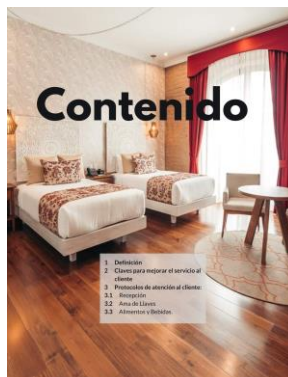 Contenido
1 Definición
2 Claves para mejorar el servicio al
cliente
3 Protocolos de atención al cliente
3.1 Recepción
3.2 Ama de Llaves
3.3 Alimentos y Bebidas